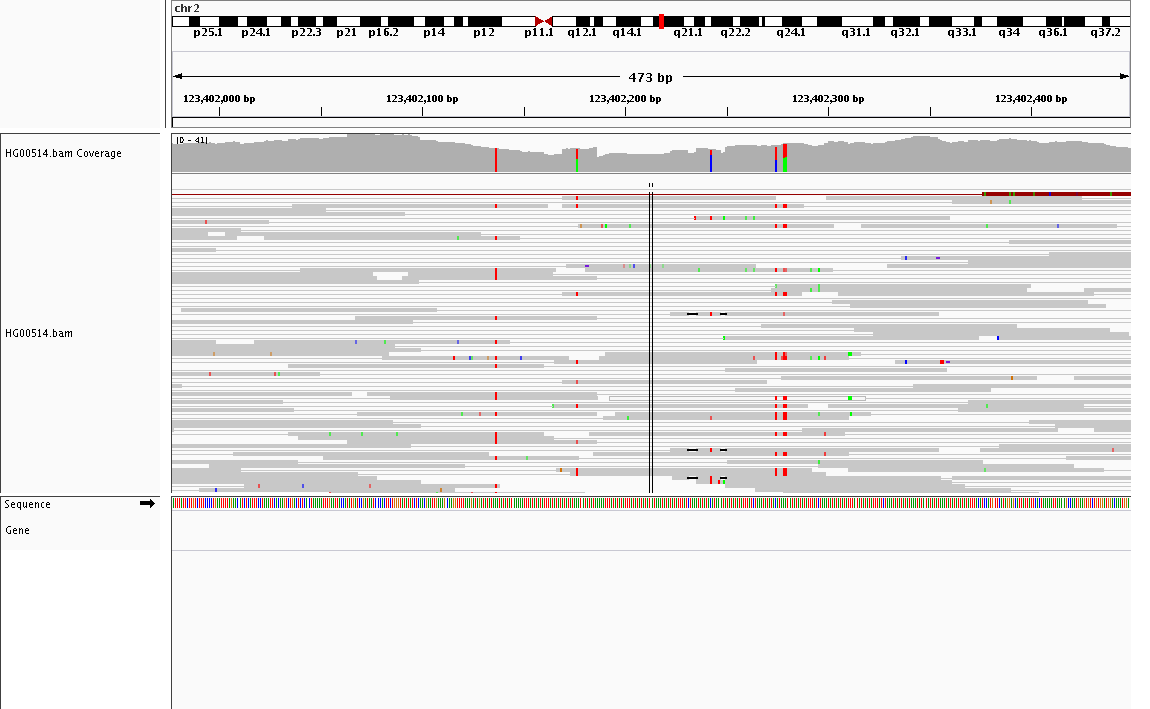 chr2
p25.1 p24.1 p22.3 p21 p16.2 p14 p12 p11.1 q12.1 q14.1 q21.1 q22.2 q24.1 q31.1 q32.1 q33.1 q34 q36.1 q37.2
473 bp
123,402,000 bp 123,402,100 bp 123,402,200 bp 123,402,300 bp 123,402,400 bp
[0 - 41]
HG00514.bam Coverage
HG00514.bam
Sequence
Gene